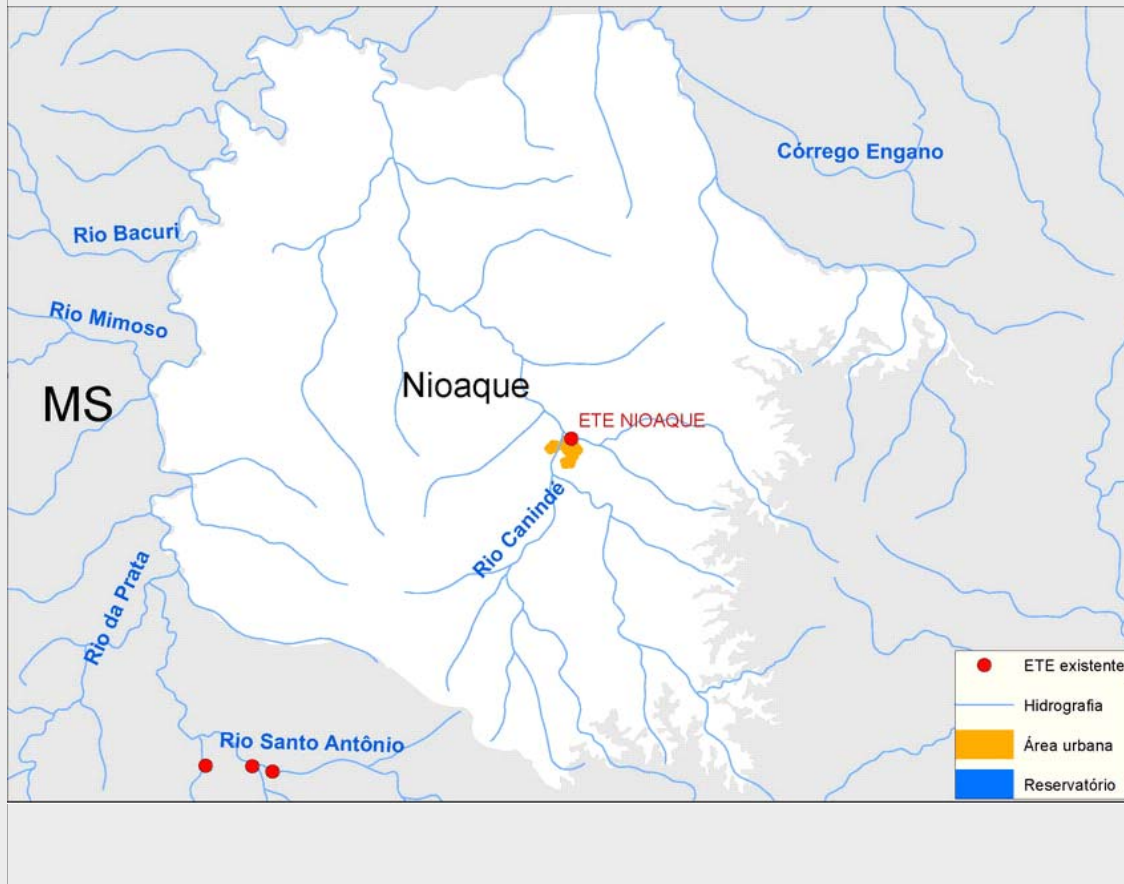 Córrego Engano
Rio Bacuri
Rio Mimoso
MS
Nioaque
ETE NIOAQUE
Rio Canindé
Rio da Prata
Rio Santo Antônio
ETE existente
Hidrografia
Área urbana
Reservatório